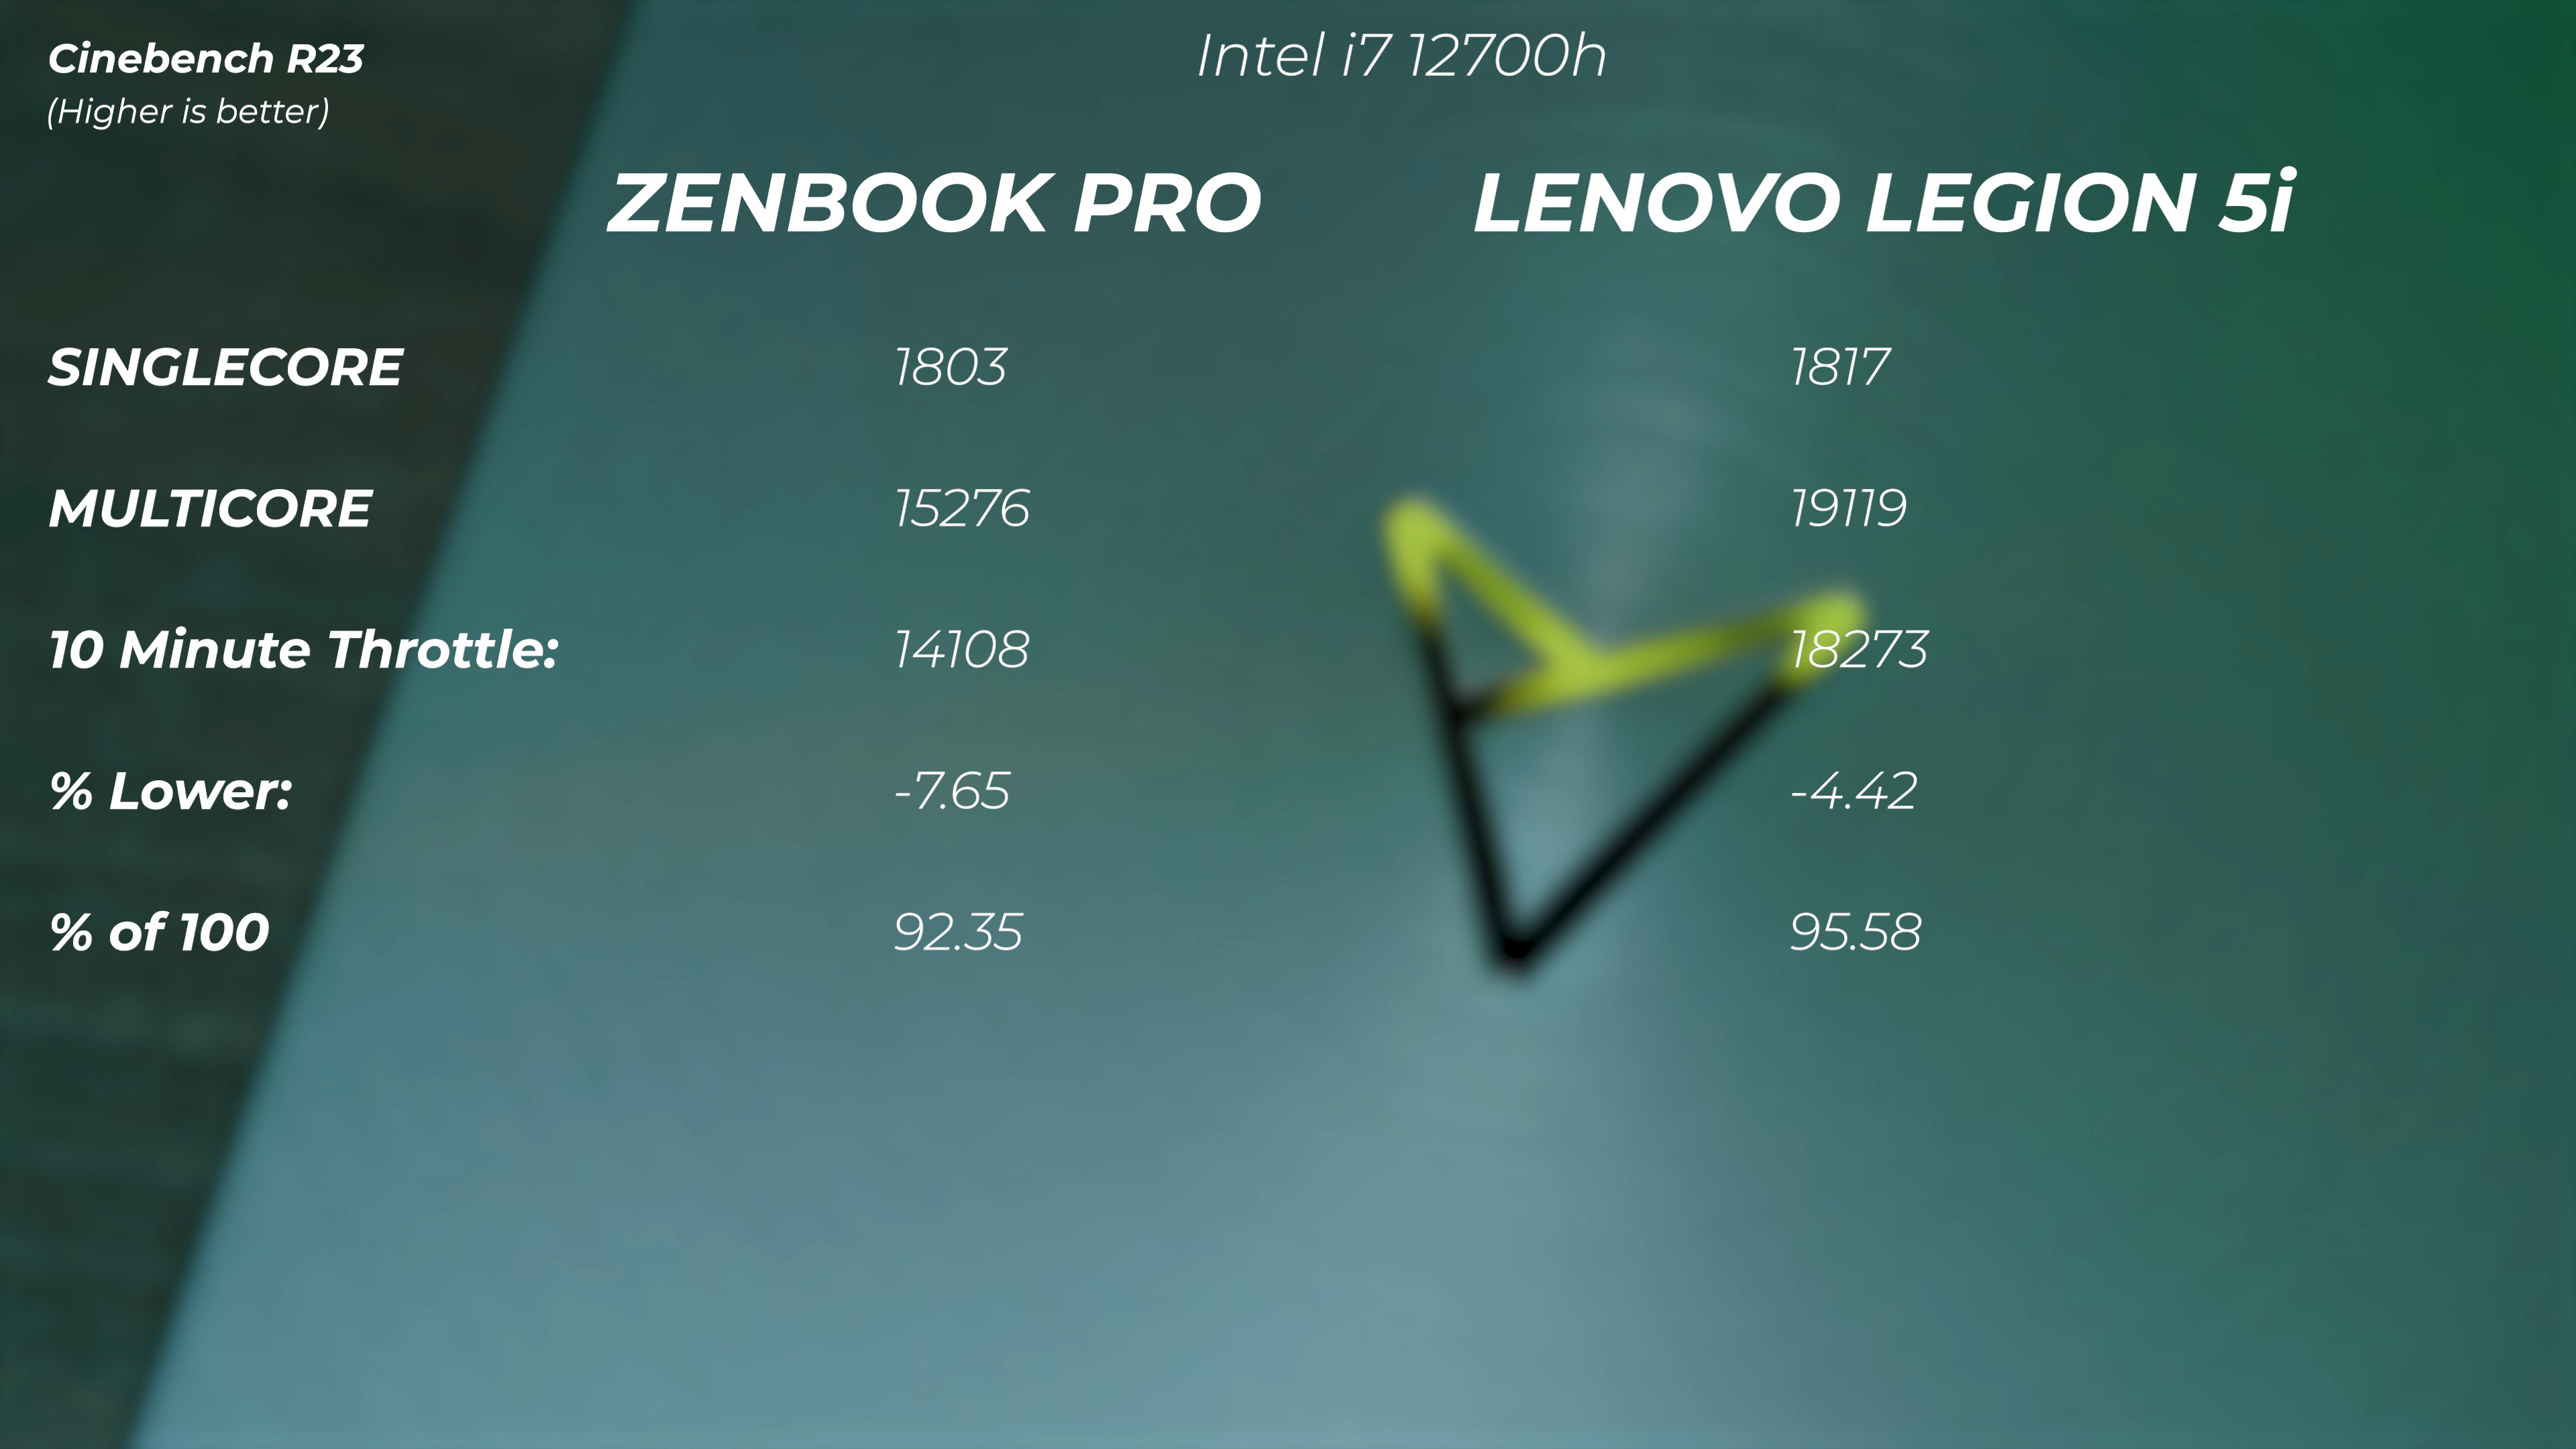 Cinebench R23
(Higher is better)
Intel i7 12700h
ZENBOOK PRO LENOVO LEGION 5i
SINGLECORE 1803 1817
MULTICORE 15276 19119
10 Minute Throttle: 14108 18273
% Lower: -7.65 -4.42
% of 100 92.35 95.58